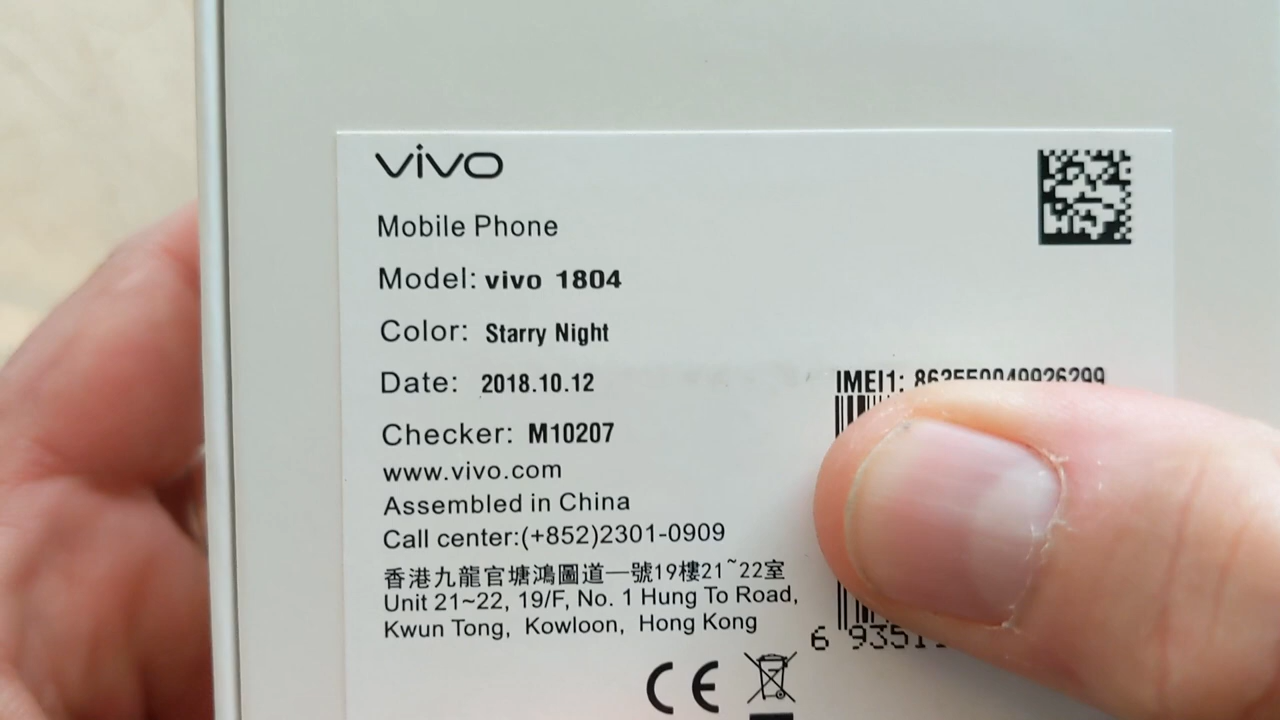 vivo
Mobile Phone
Model: vivo 1804
Color: Starry Night
Date: 2018.10.12
Checker: M10207
www.vivo.com
Assembled in China
Call center:(+852)2301-0909
香港九龍官塘鴻圖道一號19樓21~22室
Unit 21~22, 19/F, No. 1 Hung To Road,
Kwun Tong, Kowloon, Hong Kong
IMEI1:
6 9351
CE